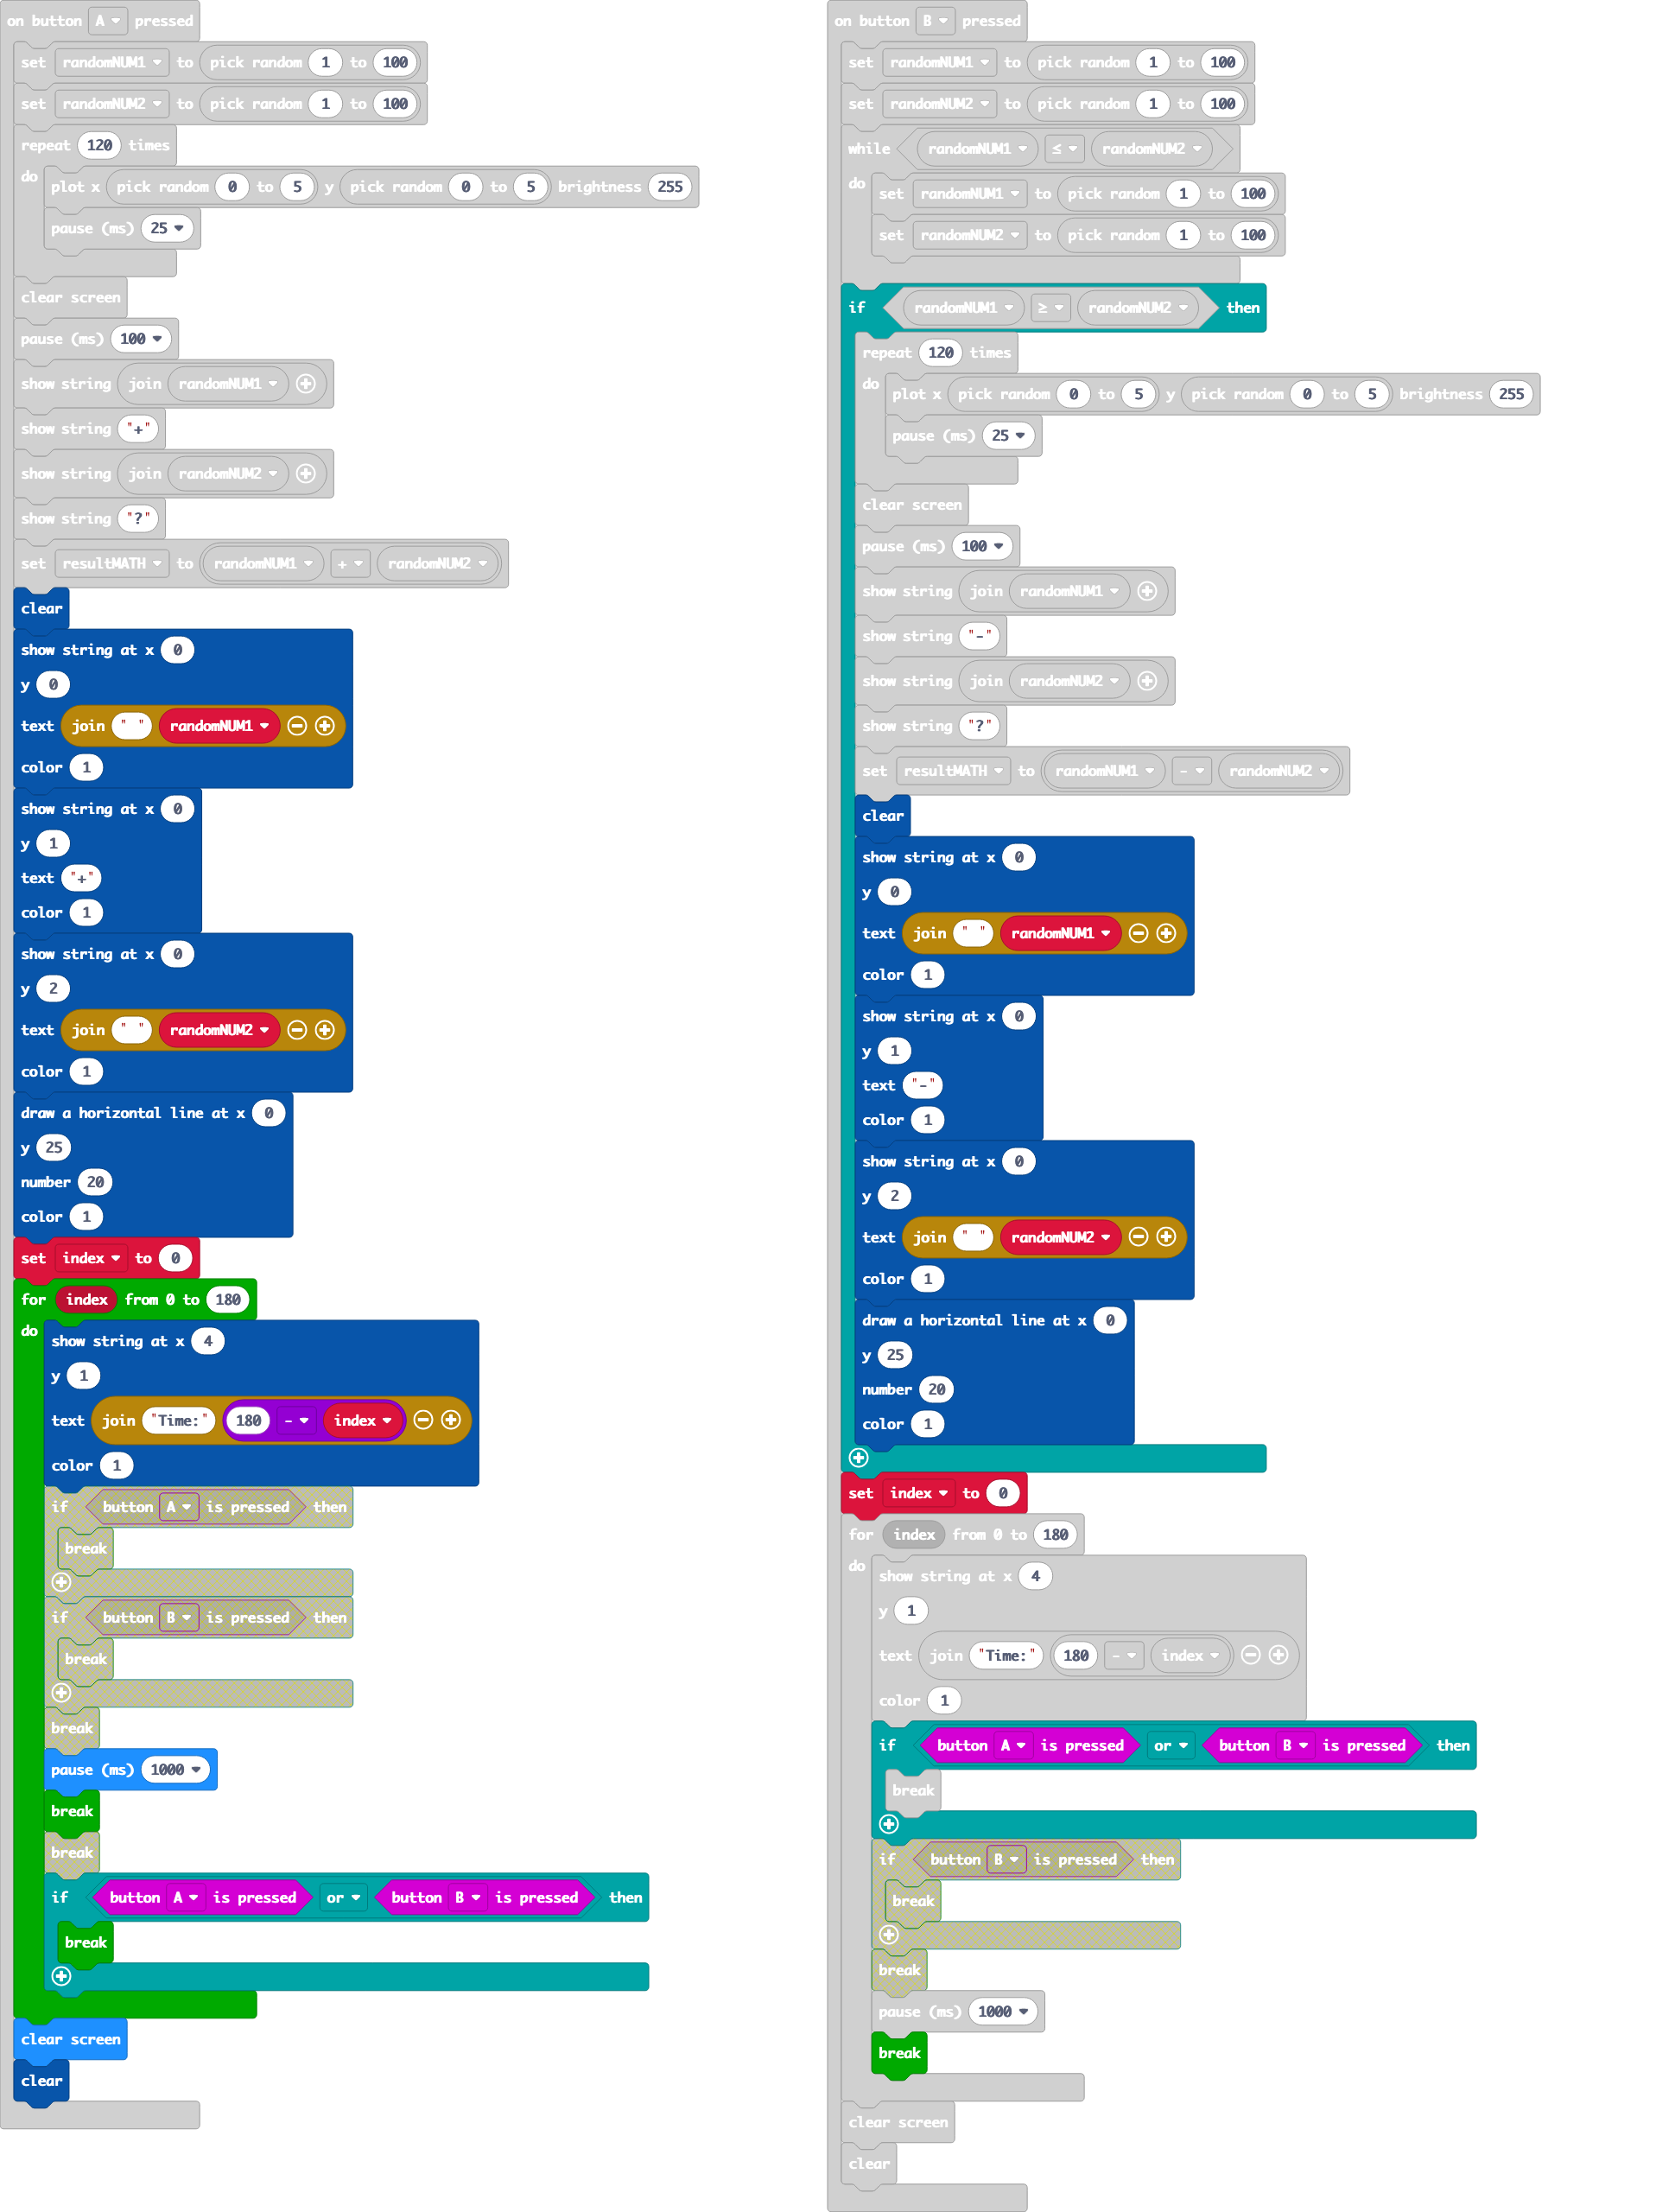 on button A pressed
set randomNUM1 to pick random 1 to 100
set randomNUM2 to pick random 1 to 100
repeat 120 times
do
plot x pick random 0 to 5 y pick random 0 to 5 brightness 255
pause (ms) 25
clear screen
pause (ms) 100
show string join randomNUM1
show string "+"
show string join randomNUM2
show string "?"
set resultMATH to randomNUM1 + randomNUM2
clear
show string at x 0
y 0
text join " " randomNUM1
color 1
show string at x 0
y 1
text "+"
color 1
show string at x 0
y 2
text join " " randomNUM2
color 1
draw a horizontal line at x 0
y 25
number 20
color 1
set index to 0
for index from 0 to 180
do
show string at x 4
y 1
text join "Time:" 180 - index
color 1
if button A is pressed then
break
if button B is pressed then
break
break
pause (ms) 1000
break
break
if button A is pressed or button B is pressed then
break
clear screen
clear
on button B pressed
set randomNUM1 to pick random 1 to 100
set randomNUM2 to pick random 1 to 100
while randomNUM1 ≤ randomNUM2
do
set randomNUM1 to pick random 1 to 100
set randomNUM2 to pick random 1 to 100
if randomNUM1 ≥ randomNUM2 then
repeat 120 times
do
plot x pick random 0 to 5 y pick random 0 to 5 brightness 255
pause (ms) 25
clear screen
pause (ms) 100
show string join randomNUM1
show string "-"
show string join randomNUM2
show string "?"
set resultMATH to randomNUM1 - randomNUM2
clear
show string at x 0
y 0
text join " " randomNUM1
color 1
show string at x 0
y 1
text "-"
color 1
show string at x 0
y 2
text join " " randomNUM2
color 1
draw a horizontal line at x 0
y 25
number 20
color 1
set index to 0
for index from 0 to 180
do
show string at x 4
y 1
text join "Time:" 180 - index
color 1
if button A is pressed or button B is pressed then
break
if button B is pressed then
break
break
pause (ms) 1000
break
clear screen
clear